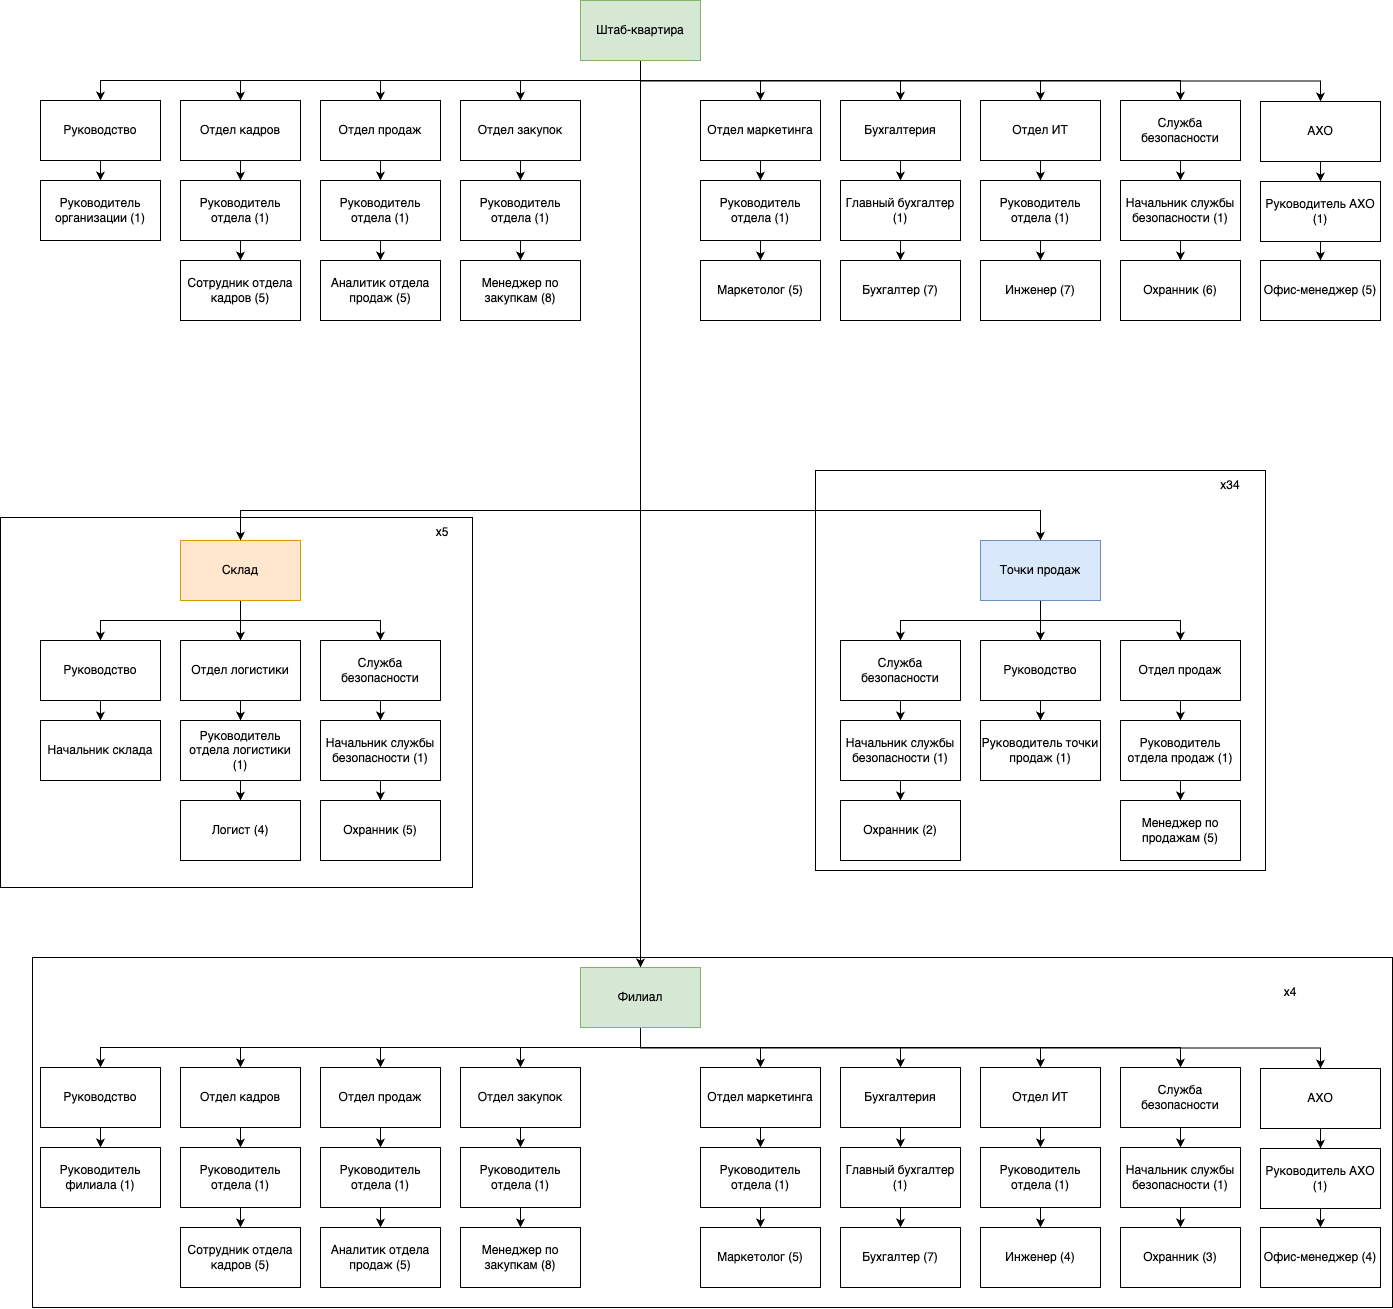 Штаб-квартира
Руководство
Отдел кадров
Отдел продаж
Отдел закупок
Отдел маркетинга
Бухгалтерия
Отдел ИТ
Служба
безопасности
АХО
Руководитель
организации (1)
Руководитель
отдела (1)
Руководитель
отдела (1)
Руководитель
отдела (1)
Руководитель
отдела (1)
Главный бухгалтер
(1)
Руководитель
отдела (1)
Начальник службы
безопасности (1)
Руководитель АХО
(1)
Сотрудник отдела
кадров (5)
Аналитик отдела
продаж (5)
Менеджер по
закупкам (8)
Маркетолог (5)
Бухгалтер (7)
Инженер (7)
Охранник (6)
Офис-менеджер (5)
x5
Склад
Руководство
Отдел логистики
Служба
безопасности
Начальник склада
Руководитель
отдела логистики
(1)
Начальник службы
безопасности (1)
Логист (4)
Охранник (5)
x34
Точки продаж
Служба
безопасности
Руководство
Отдел продаж
Начальник службы
безопасности (1)
Руководитель точки
продаж (1)
Руководитель
отдела продаж (1)
Охранник (2)
Менеджер по
продажам (5)
Филиал
x4
Руководство
Отдел кадров
Отдел продаж
Отдел закупок
Отдел маркетинга
Бухгалтерия
Отдел ИТ
Служба
безопасности
АХО
Руководитель
филиала (1)
Руководитель
отдела (1)
Руководитель
отдела (1)
Руководитель
отдела (1)
Руководитель
отдела (1)
Главный бухгалтер
(1)
Руководитель
отдела (1)
Начальник службы
безопасности (1)
Руководитель АХО
(1)
Сотрудник отдела
кадров (5)
Аналитик отдела
продаж (5)
Менеджер по
закупкам (8)
Маркетолог (5)
Бухгалтер (7)
Инженер (4)
Охранник (3)
Офис-менеджер (4)